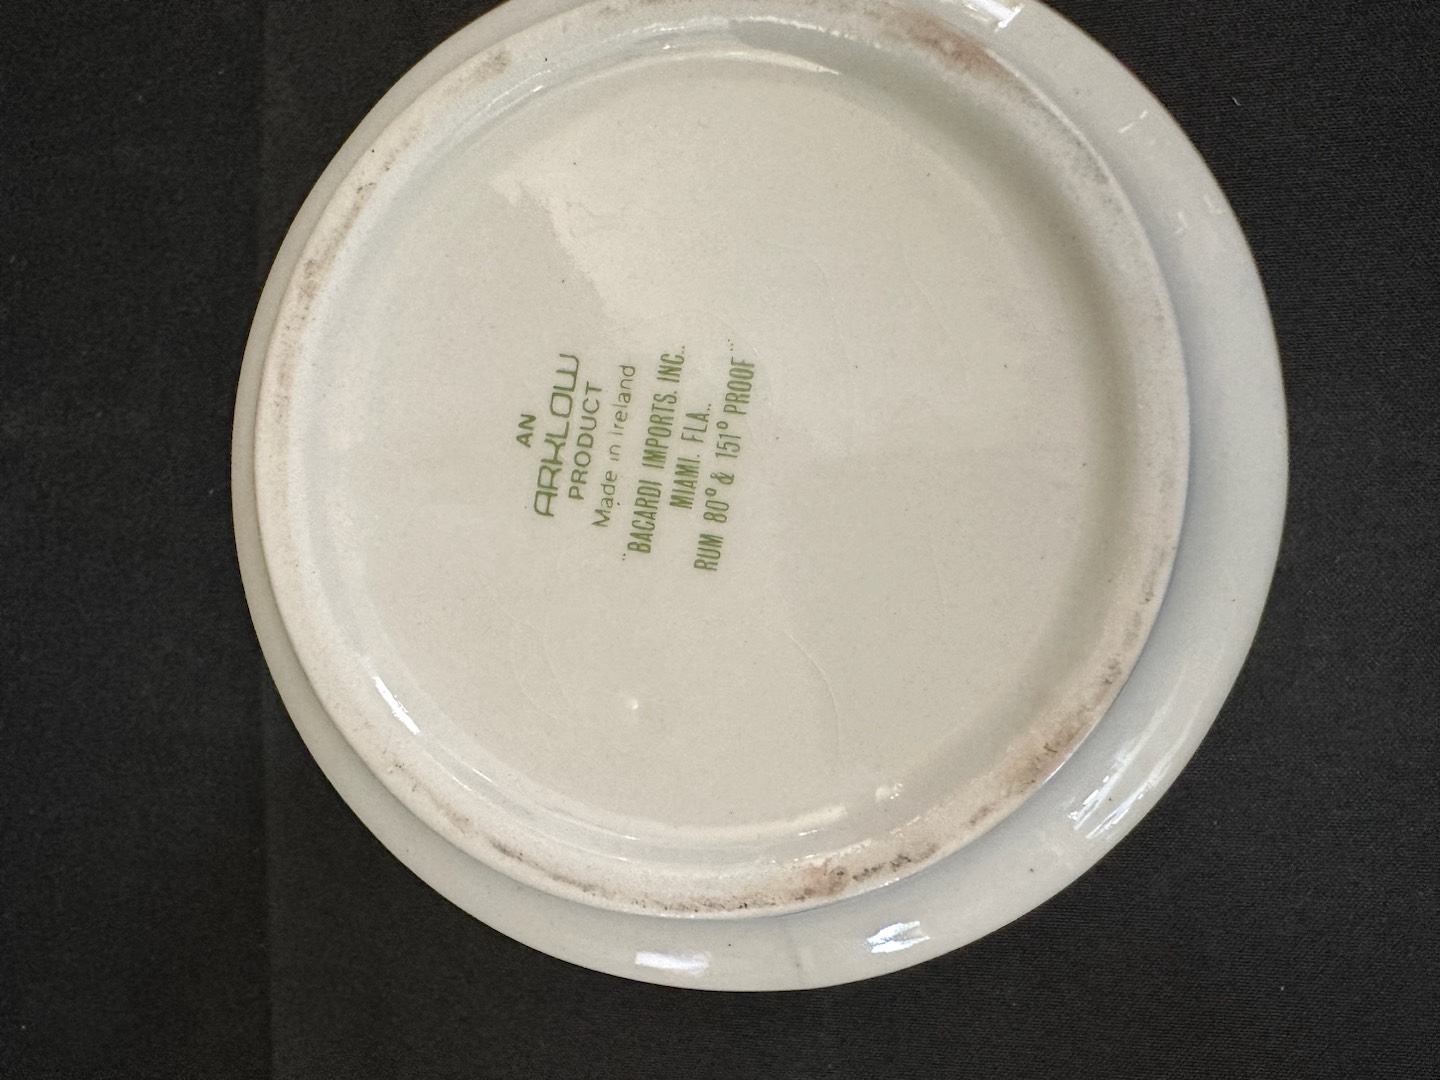 AN
ARKLOW
PRODUCT
Made in Ireland
"BACARDI IMPORTS. INC..
MIAMI. FLA..
RUM 80° & 151° PROOF"